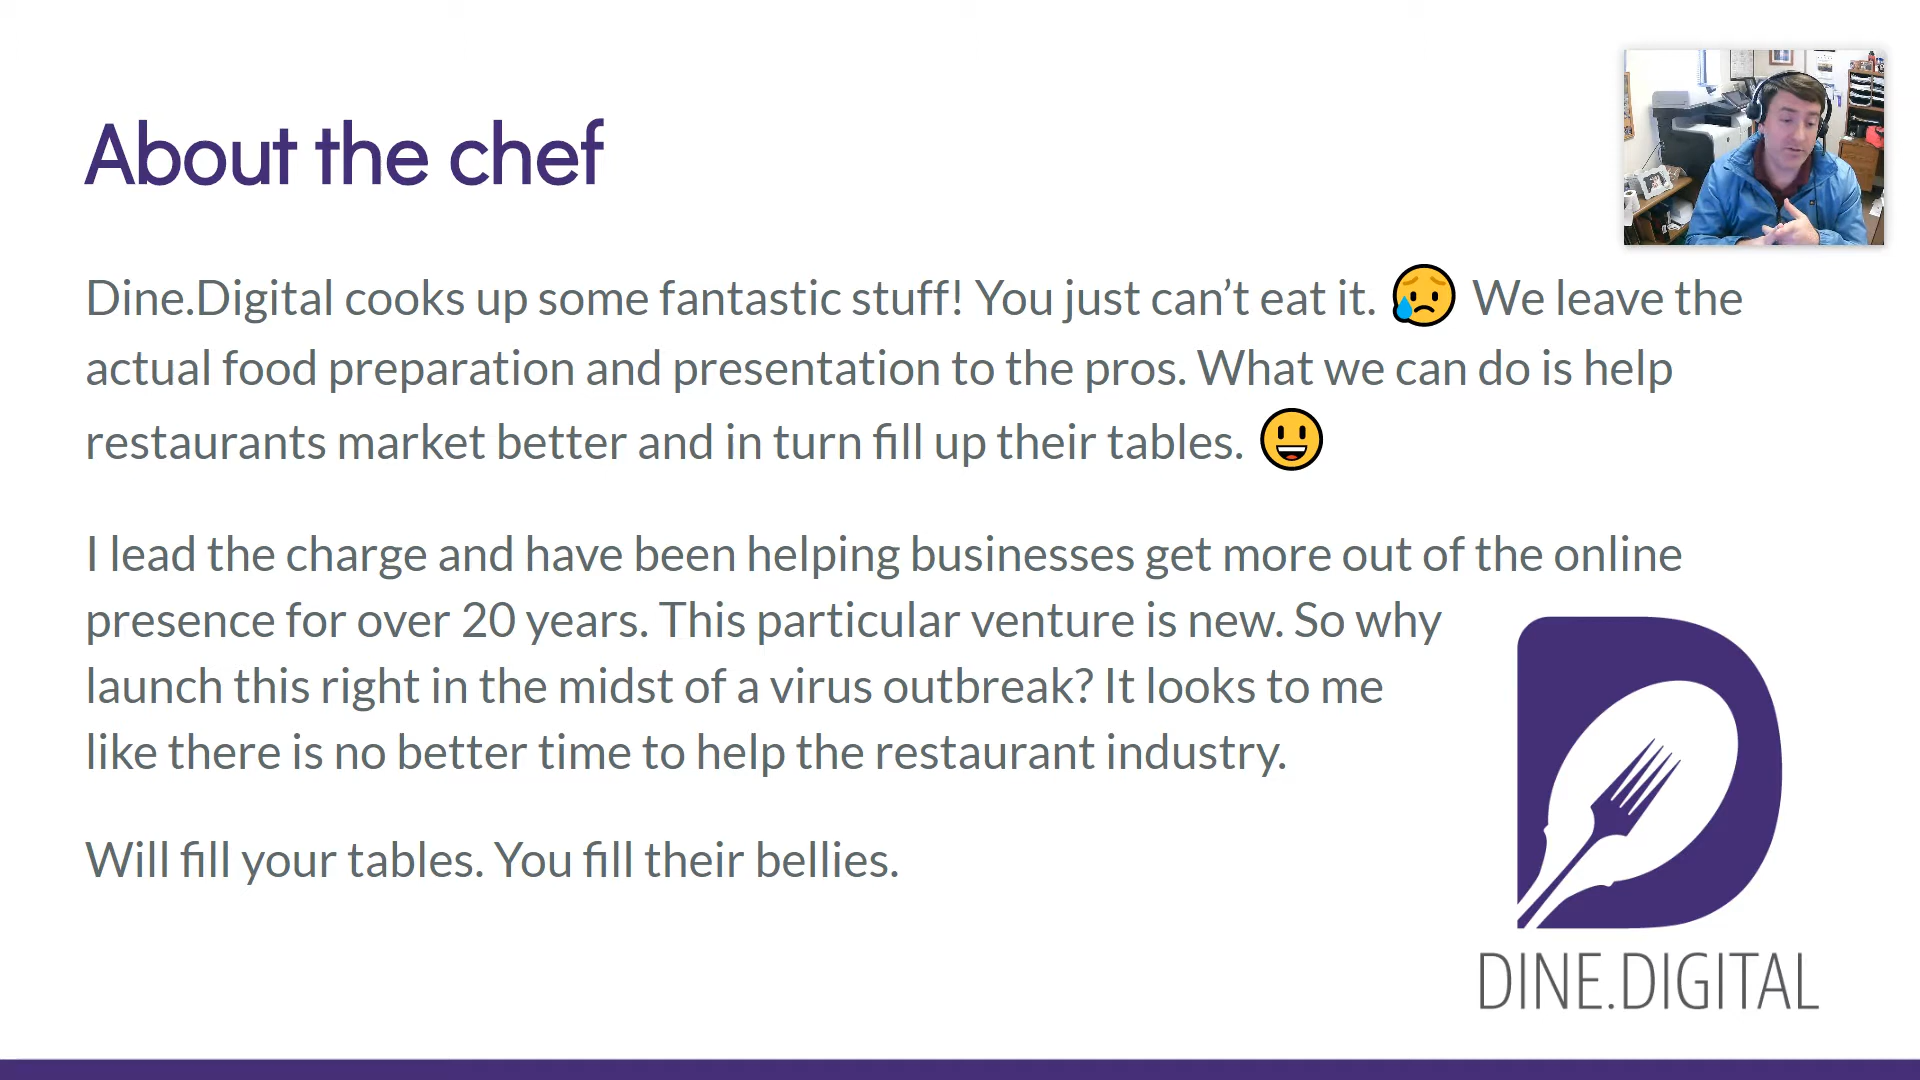 About the chef
Dine.Digital cooks up some fantastic stuff! You just can’t eat it. 😥 We leave the
actual food preparation and presentation to the pros. What we can do is help
restaurants market better and in turn fill up their tables. 😃
I lead the charge and have been helping businesses get more out of the online
presence for over 20 years. This particular venture is new. So why
launch this right in the midst of a virus outbreak? It looks to me
like there is no better time to help the restaurant industry.
Will fill your tables. You fill their bellies.
DINE.DIGITAL